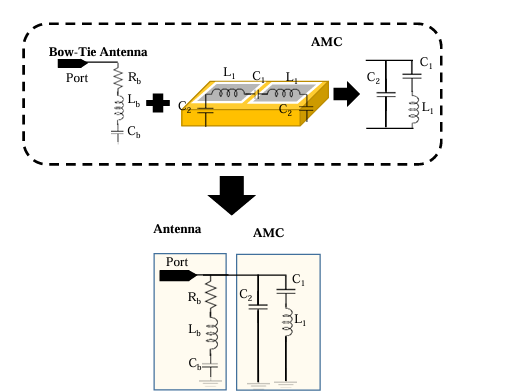 AMC
Bow-Tie Antenna
Port
R_b
L_b
C_b
L_1 C_1 L_1
C_2
C_2
C_1
C_2
L_1
Antenna
AMC
Port
R_b
L_b
C_b
C_1
C_2
L_1